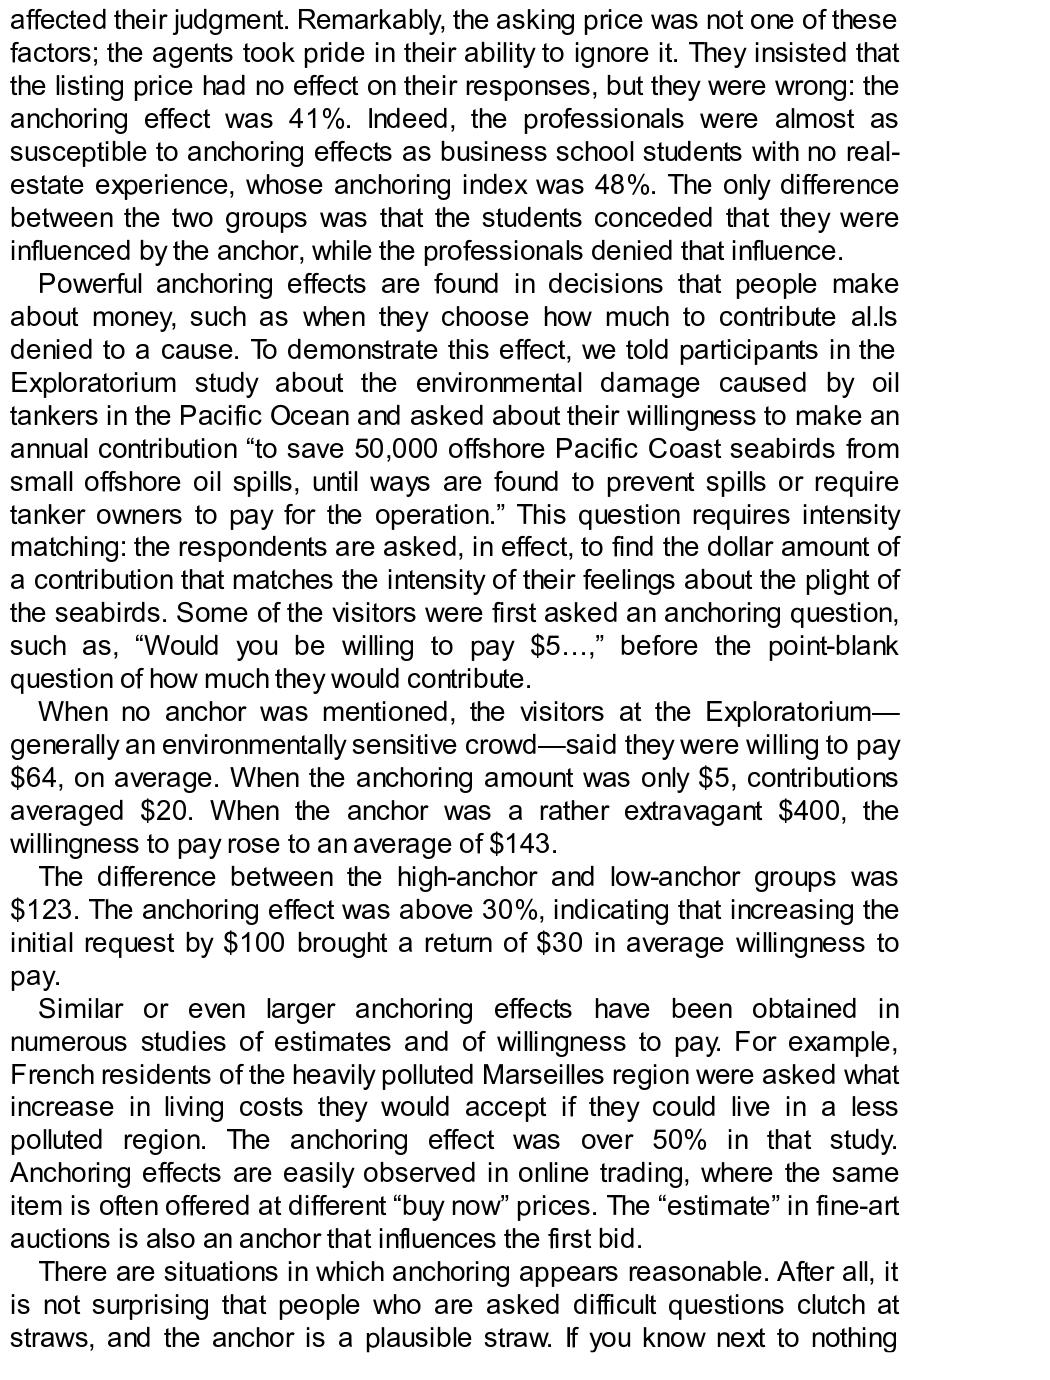 affected their judgment. Remarkably, the asking price was not one of these
factors; the agents took pride in their ability to ignore it. They insisted that
the listing price had no effect on their responses, but they were wrong: the
anchoring effect was 41%. Indeed, the professionals were almost as
susceptible to anchoring effects as business school students with no real-
estate experience, whose anchoring index was 48%. The only difference
between the two groups was that the students conceded that they were
influenced by the anchor, while the professionals denied that influence.
Powerful anchoring effects are found in decisions that people make
about money, such as when they choose how much to contribute al.ls
denied to a cause. To demonstrate this effect, we told participants in the
Exploratorium study about the environmental damage caused by oil
tankers in the Pacific Ocean and asked about their willingness to make an
annual contribution “to save 50,000 offshore Pacific Coast seabirds from
small offshore oil spills, until ways are found to prevent spills or require
tanker owners to pay for the operation.” This question requires intensity
matching: the respondents are asked, in effect, to find the dollar amount of
a contribution that matches the intensity of their feelings about the plight of
the seabirds. Some of the visitors were first asked an anchoring question,
such as, “Would you be willing to pay $5…,” before the point-blank
question of how much they would contribute.
When no anchor was mentioned, the visitors at the Exploratorium—
generally an environmentally sensitive crowd—said they were willing to pay
$64, on average. When the anchoring amount was only $5, contributions
averaged $20. When the anchor was a rather extravagant $400, the
willingness to pay rose to an average of $143.
The difference between the high-anchor and low-anchor groups was
$123. The anchoring effect was above 30%, indicating that increasing the
initial request by $100 brought a return of $30 in average willingness to
pay.
Similar or even larger anchoring effects have been obtained in
numerous studies of estimates and of willingness to pay. For example,
French residents of the heavily polluted Marseilles region were asked what
increase in living costs they would accept if they could live in a less
polluted region. The anchoring effect was over 50% in that study.
Anchoring effects are easily observed in online trading, where the same
item is often offered at different “buy now” prices. The “estimate” in fine-art
auctions is also an anchor that influences the first bid.
There are situations in which anchoring appears reasonable. After all, it
is not surprising that people who are asked difficult questions clutch at
straws, and the anchor is a plausible straw. If you know next to nothing